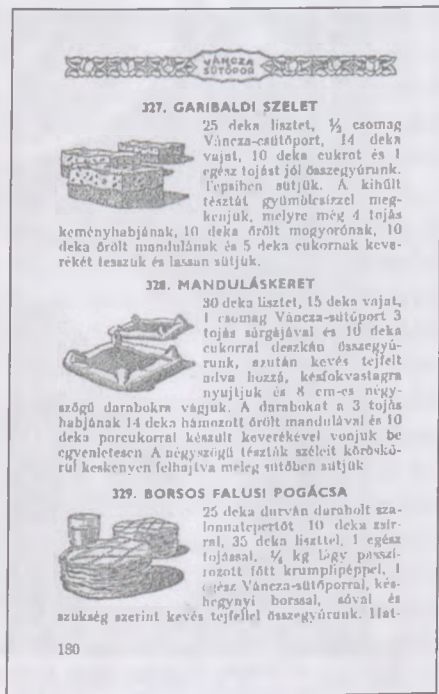 VÁNCZA
SÜTŐPOR
327. GARIBALDI SZELET
25 deka lisztet, ½ csomag
Váncza-sütőport, 14 deka
vajat, 10 deka cukrot és 1
egész tojást jól összegyúrunk.
Tepsiben sütjük. A kihűlt
tésztát gyümölcsízzel meg-
kenjük, melyre még 4 tojás
keményhabjának, 10 deka őrölt mogyorónak, 10
deka őrölt mandulának és 5 deka cukornak keve-
rékét tesszük és lassan sütjük.
328. MANDULÁSKERET
30 deka lisztet, 15 deka vajat,
1 csomag Váncza-sütőport 3
tojás sárgájával és 10 deka
cukorral deszkán összegyú-
runk, azután kevés tejfelt
adva hozzá, késfokvastagra
nyujtjuk és 8 cm-es négy-
szögű darabokra vágjuk. A darabokat a 3 tojás
habjának 14 deka hámozott őrölt mandulával és 10
deka porcukorral készült keverékével vonjuk be
egyenletesen A négyszögű tészták széleit köröskö-
rül keskenyen felhajtva meleg sütőben sütjük
329. BORSOS FALUSI POGÁCSA
25 deka durván darabolt sza-
lonnatepertőt 10 deka zsír-
ral, 35 deka liszttel, 1 egész
tojással, ¼ kg lágy passzí-
rozott főtt krumplipéppel, 1
egész Váncza-sütőporral, kés-
hegynyi borssal, sóval és
szükség szerint kevés tejfellel összegyúrunk. Hat-
180